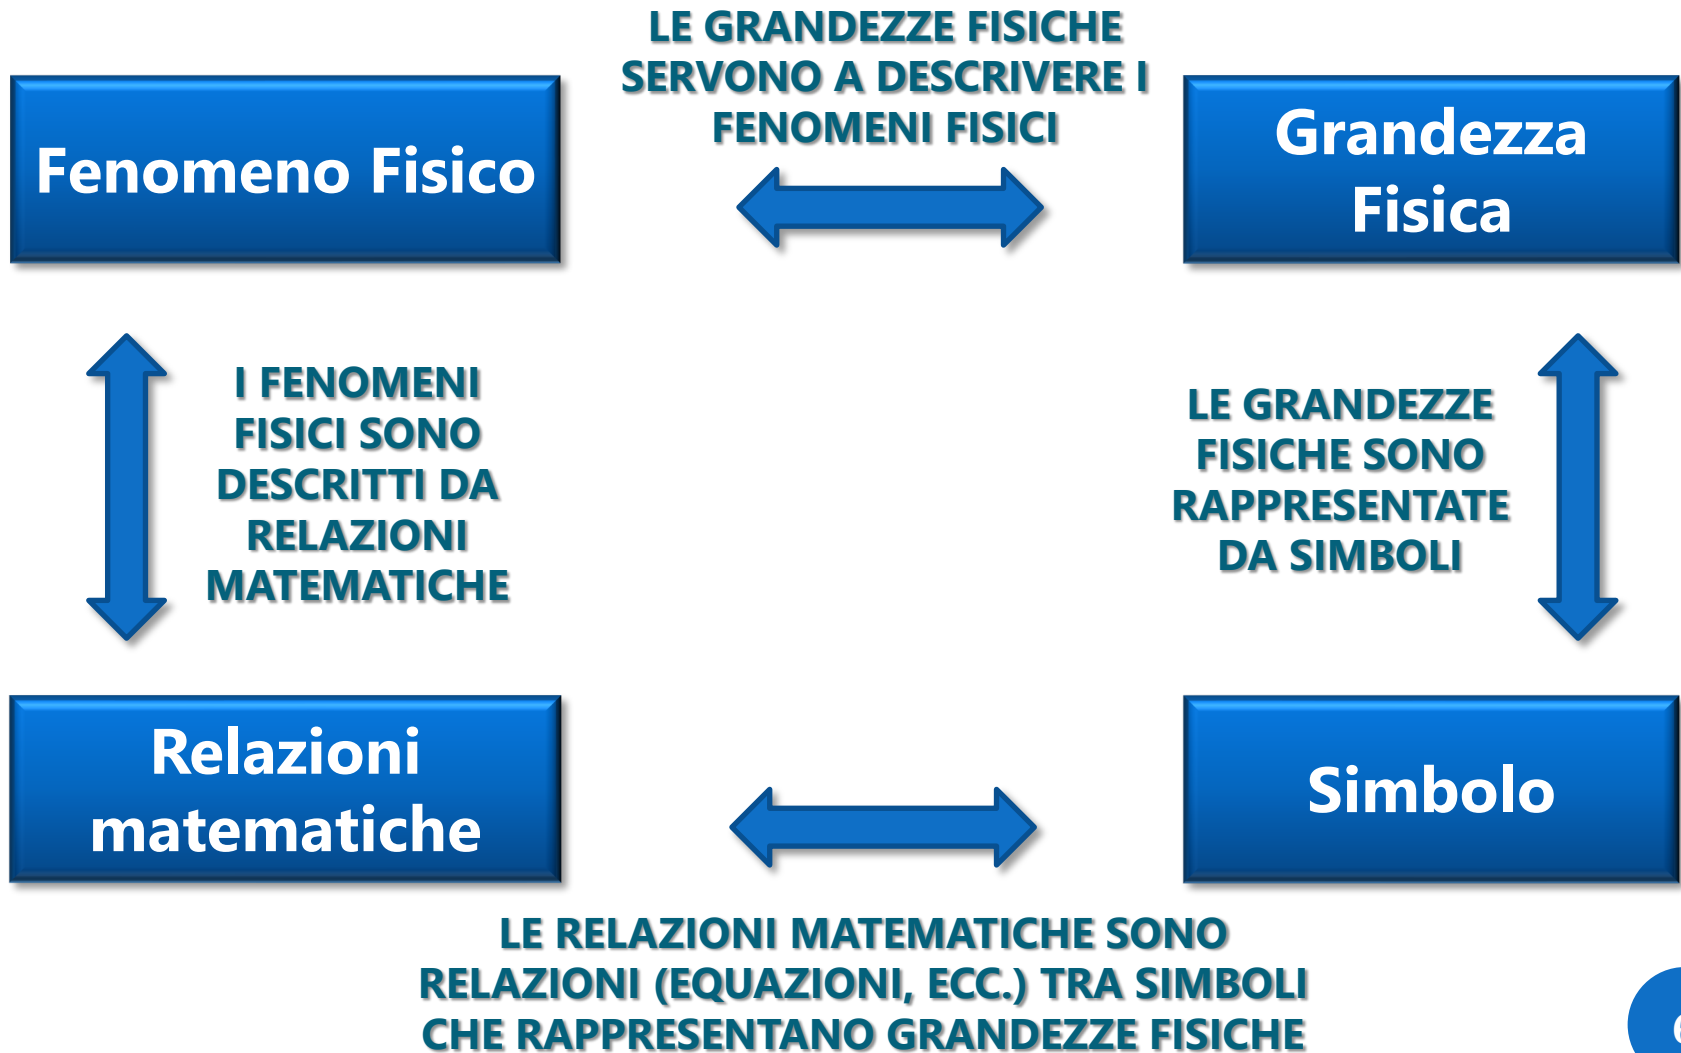 LE GRANDEZZE FISICHE
SERVONO A DESCRIVERE I
FENOMENI FISICI
Fenomeno Fisico
Grandezza
Fisica
I FENOMENI
FISICI SONO
DESCRITTI DA
RELAZIONI
MATEMATICHE
LE GRANDEZZE
FISICHE SONO
RAPPRESENTATE
DA SIMBOLI
Relazioni
matematiche
Simbolo
LE RELAZIONI MATEMATICHE SONO
RELAZIONI (EQUAZIONI, ECC.) TRA SIMBOLI
CHE RAPPRESENTANO GRANDEZZE FISICHE